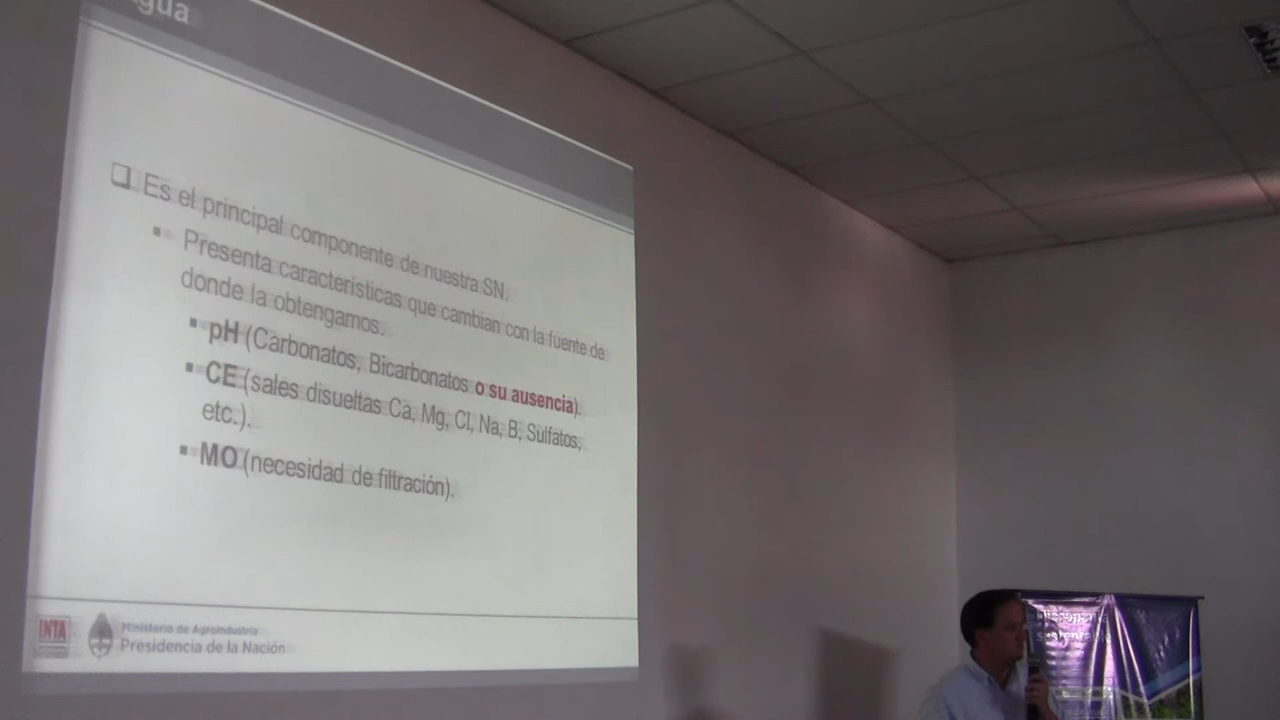 gua
❑ Es el principal componente de nuestra SN.
▪ Presenta características que cambian con la fuente de
donde la obtengamos.
▪ pH (Carbonatos, Bicarbonatos o su ausencia).
▪ CE (sales disueltas Ca, Mg, Cl, Na, B, Sulfatos,
etc.).
▪ MO (necesidad de filtración).
INTA
Ministerio de Agroindustria
Presidencia de la Nación
sustentable